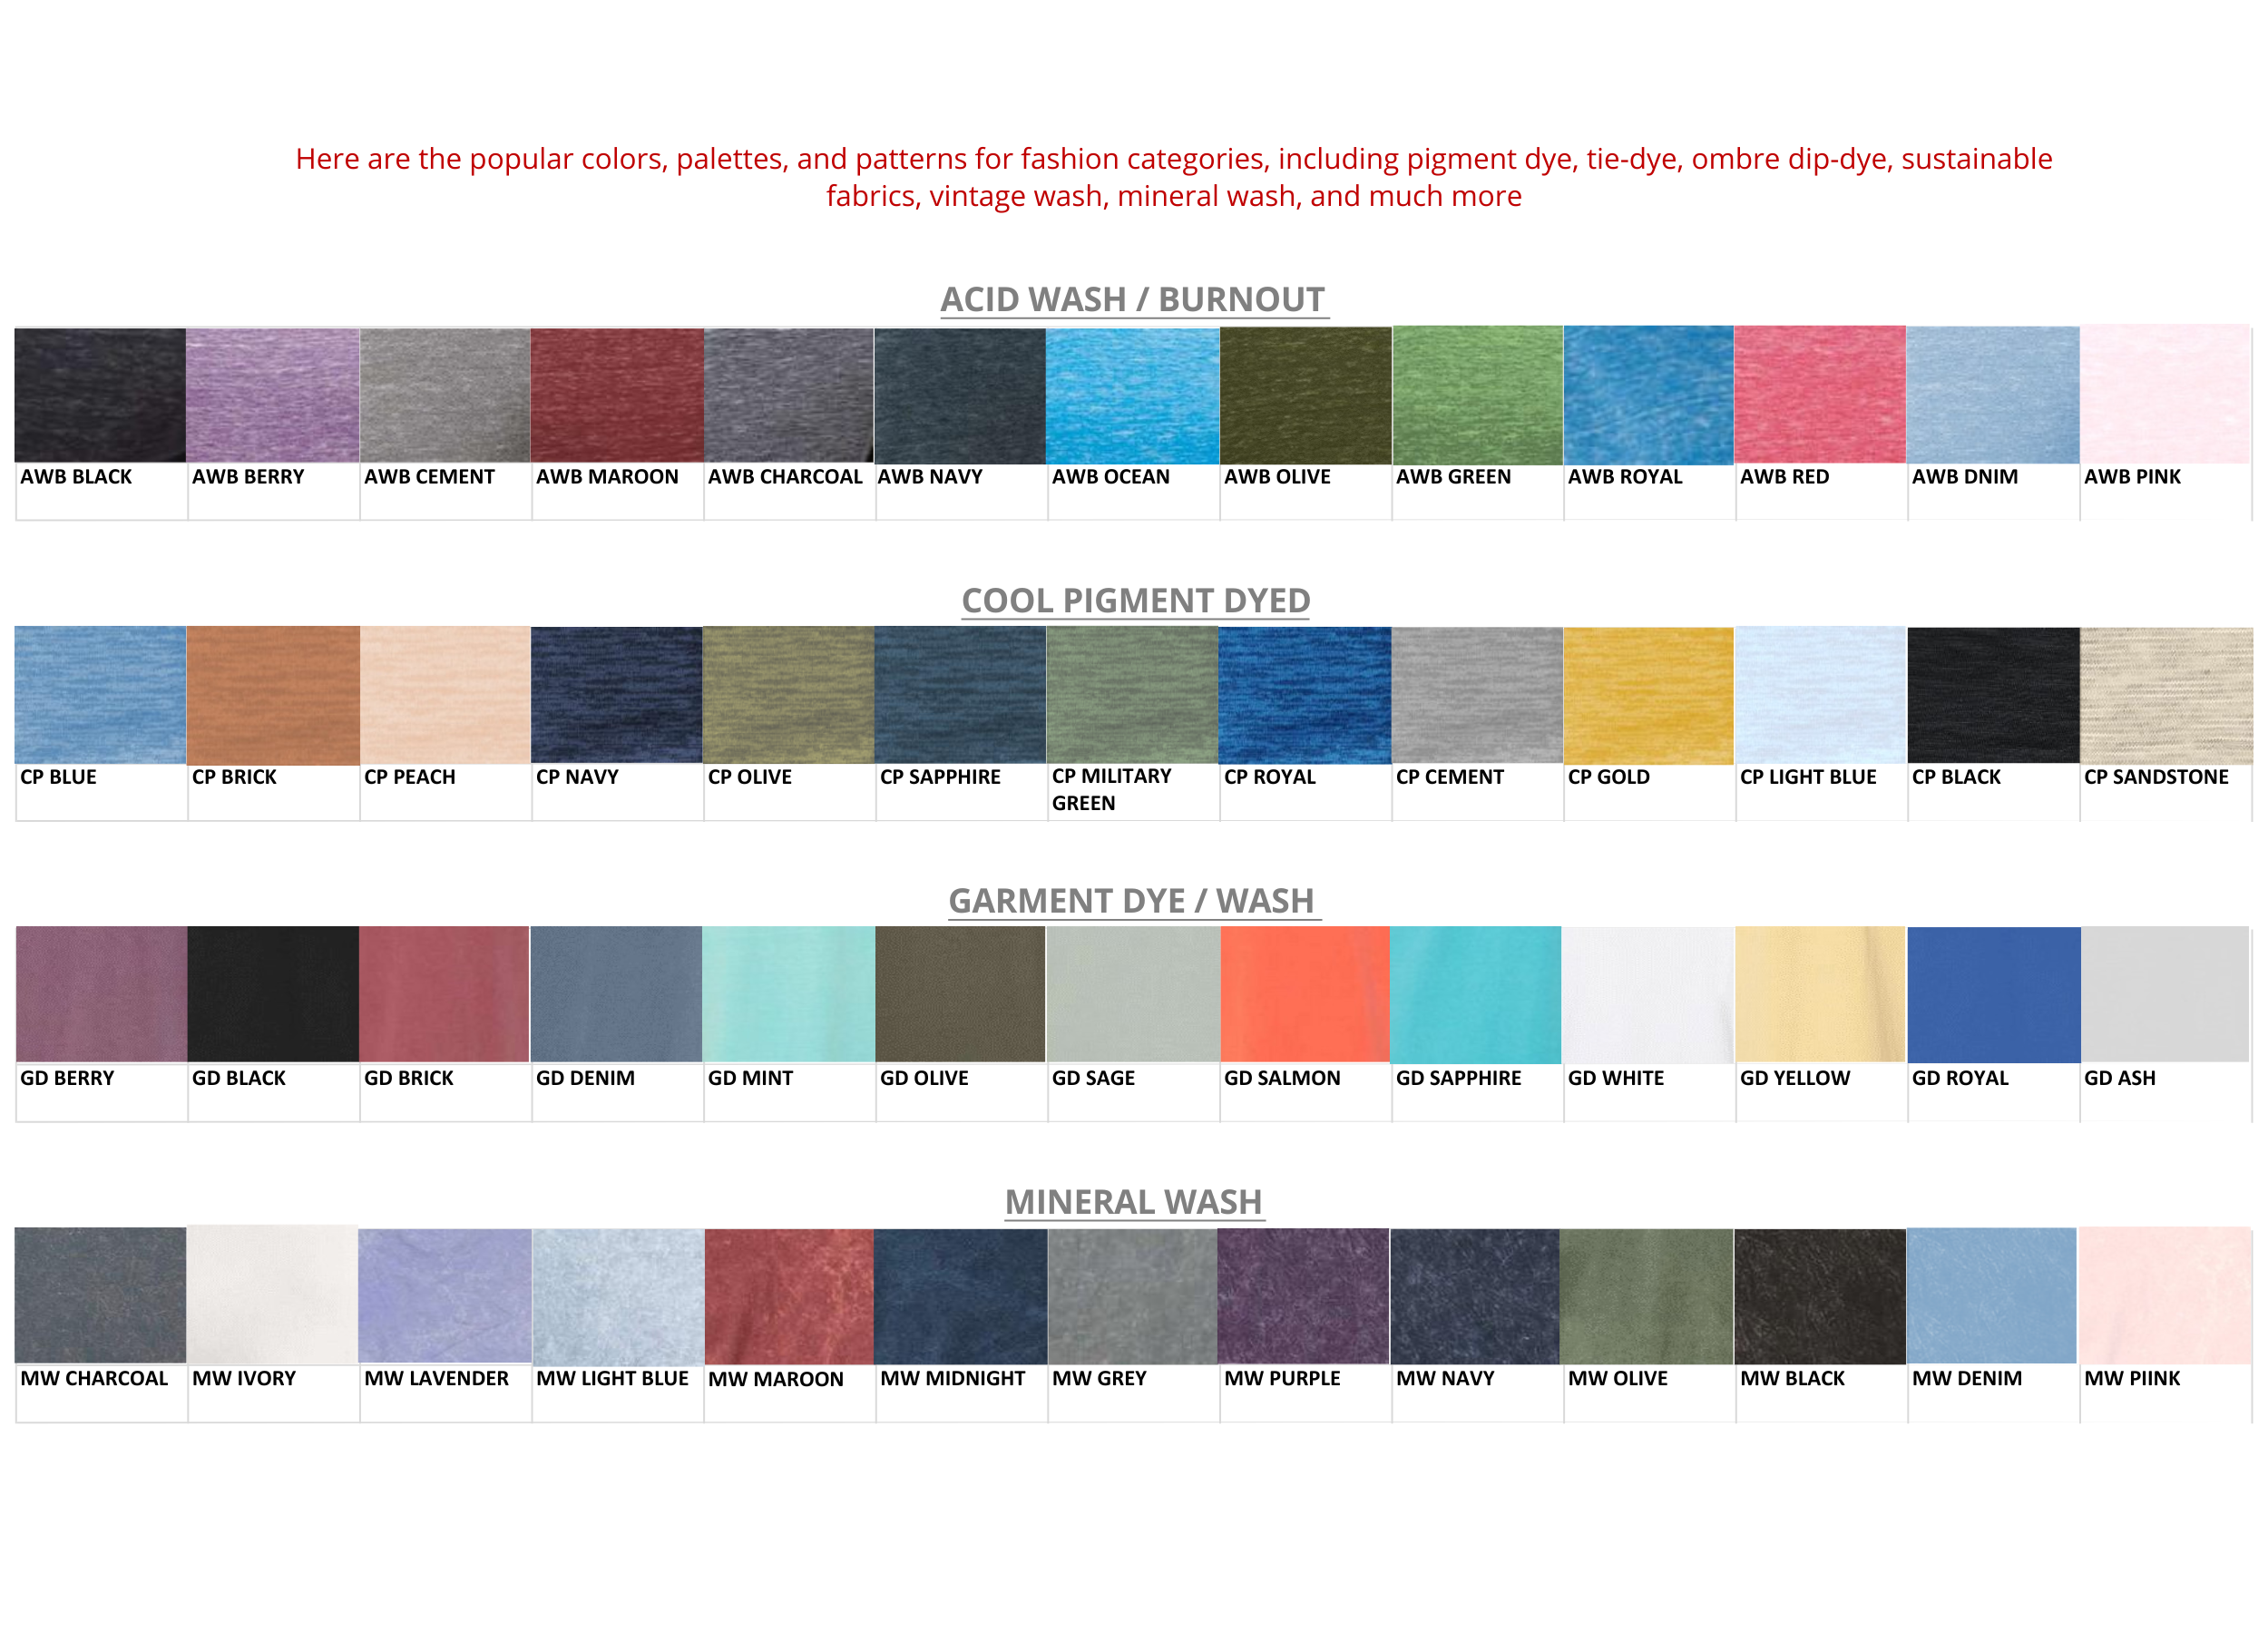 Here are the popular colors, palettes, and patterns for fashion categories, including pigment dye, tie-dye, ombre dip-dye, sustainable
fabrics, vintage wash, mineral wash, and much more
ACID WASH / BURNOUT
AWB BLACK AWB BERRY AWB CEMENT AWB MAROON AWB CHARCOAL AWB NAVY AWB OCEAN AWB OLIVE AWB GREEN AWB ROYAL AWB RED AWB DNIM AWB PINK
COOL PIGMENT DYED
CP BLUE CP BRICK CP PEACH CP NAVY CP OLIVE CP SAPPHIRE CP MILITARY GREEN CP ROYAL CP CEMENT CP GOLD CP LIGHT BLUE CP BLACK CP SANDSTONE
GARMENT DYE / WASH
GD BERRY GD BLACK GD BRICK GD DENIM GD MINT GD OLIVE GD SAGE GD SALMON GD SAPPHIRE GD WHITE GD YELLOW GD ROYAL GD ASH
MINERAL WASH
MW CHARCOAL MW IVORY MW LAVENDER MW LIGHT BLUE MW MAROON MW MIDNIGHT MW GREY MW PURPLE MW NAVY MW OLIVE MW BLACK MW DENIM MW PIINK